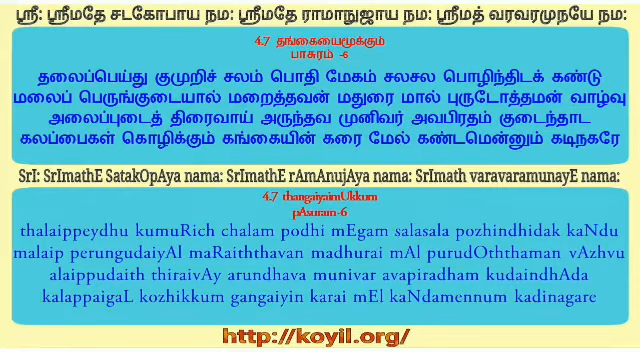 ஸ்ரீ: ஸ்ரீமதே சடகோபாய நம: ஸ்ரீமதே ராமாநுஜாய நம: ஸ்ரீமத் வரவரமுநயே நம:
4.7 தங்கையைமூக்கும்
பாசுரம் -6
தலைப்பெய்து குமுறிச் சலம் பொதி மேகம் சலசல பொழிந்திடக் கண்டு
மலைப் பெருங்குடையால் மறைத்தவன் மதுரை மால் புருடோத்தமன் வாழ்வு
அலைப்புடைத் திரைவாய் அருந்தவ முனிவர் அவபிரதம் குடைந்தாட
கலப்பைகள் கொழிக்கும் கங்கையின் கரை மேல் கண்டமென்னும் கடிநகரே
SrI: SrImathE SatakOpAya nama: SrImathE rAmAnujAya nama: SrImath varavaramunayE nama:
4.7 thangaiyaimUkkum
pAsuram-6
thalaippeydhu kumuRich chalam podhi mEgam salasala pozhindhidak kaNdu
malaip perungudaiyAl maRaiththavan madhurai mAl purudOththaman vAzhvu
alaippudaith thiraivAy arundhava munivar avapiradham kudaindhAda
kalappaigaL kozhikkum gangaiyin karai mEl kaNdamennum kadinagare
http://koyil.org/